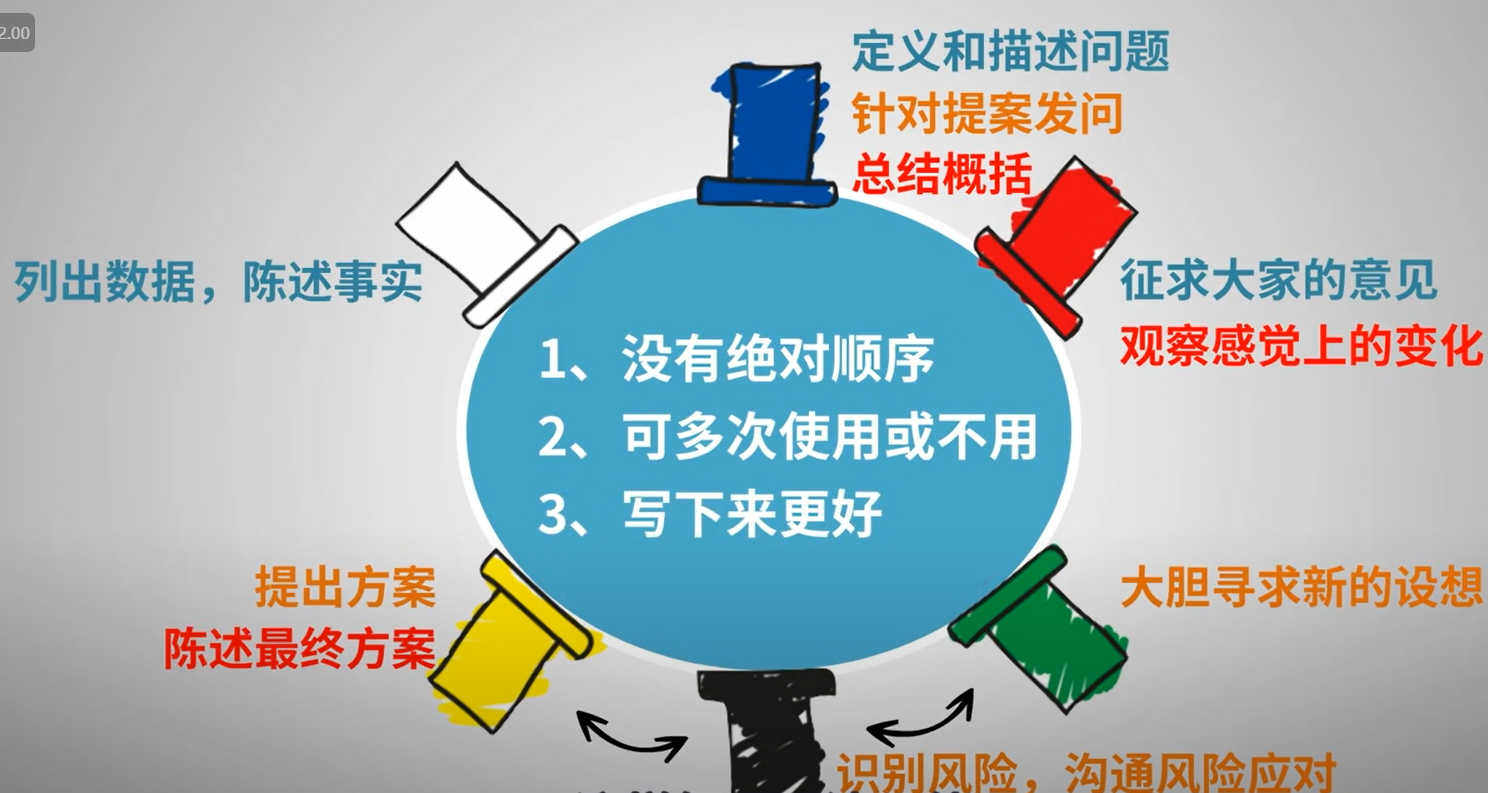 2.00
定义和描述问题
针对提案发问
总结概括
列出数据，陈述事实
征求大家的意见
观察感觉上的变化
1、没有绝对顺序
2、可多次使用或不用
3、写下来更好
提出方案
陈述最终方案
大胆寻求新的设想
识别风险，沟通风险应对